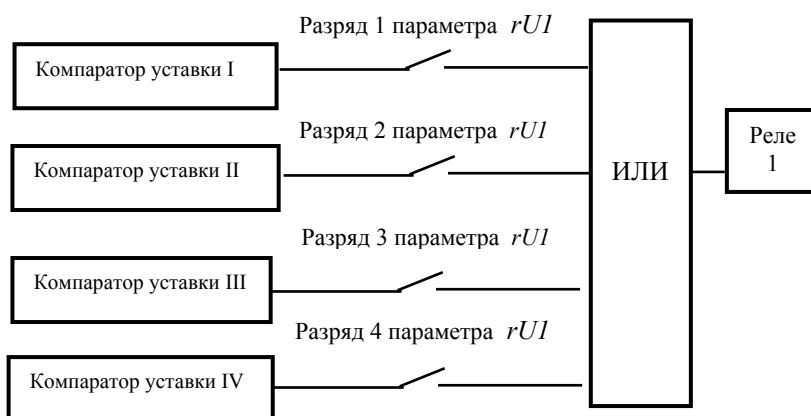 Разряд 1 параметра rU1
Компаратор уставки I
Разряд 2 параметра rU1
Компаратор уставки II
ИЛИ
Реле
1
Разряд 3 параметра rU1
Компаратор уставки III
Разряд 4 параметра rU1
Компаратор уставки IV